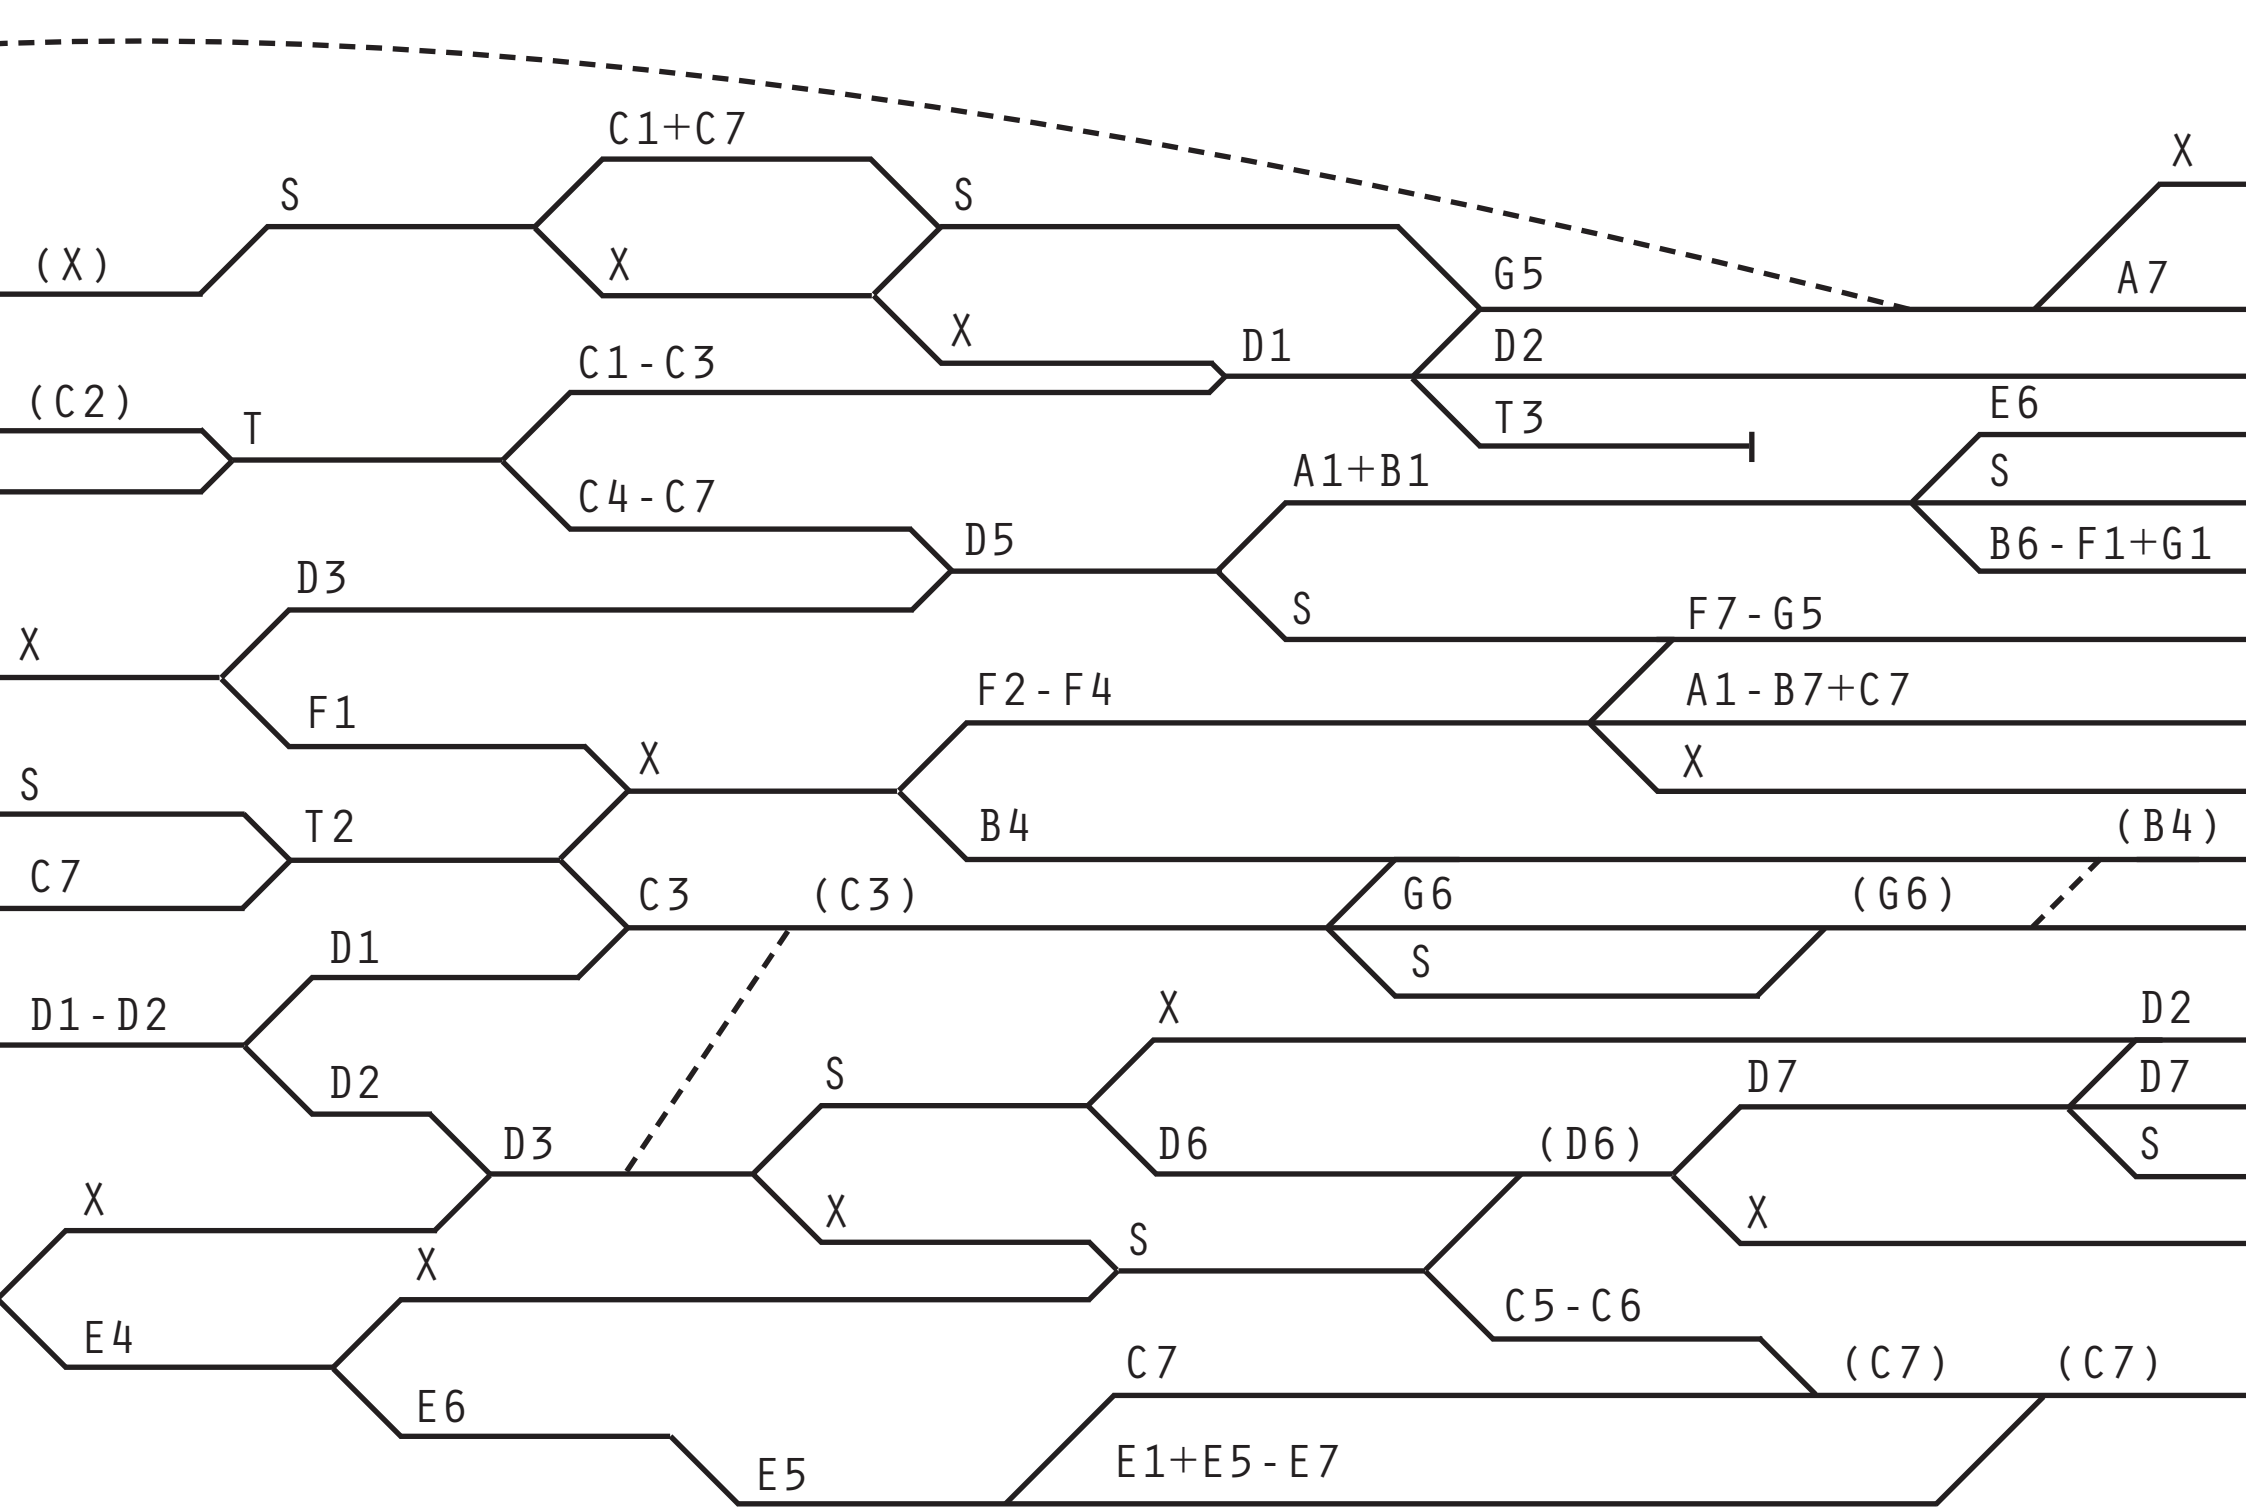 C1+C7
X
S
S
(X)
X
G5
A7
X
D1
D2
C1-C3
(C2)
T
T3
E6
A1+B1
S
C4-C7
D5
B6-F1+G1
D3
S
F7-G5
X
F2-F4
A1-B7+C7
F1
X
X
S
T2
B4
(B4)
C7
C3
(C3)
G6
(G6)
D1
S
D1-D2
X
D2
D2
S
D7
D7
D3
D6
(D6)
S
X
X
X
X
S
E4
C5-C6
C7
(C7)
(C7)
E6
E5
E1+E5-E7